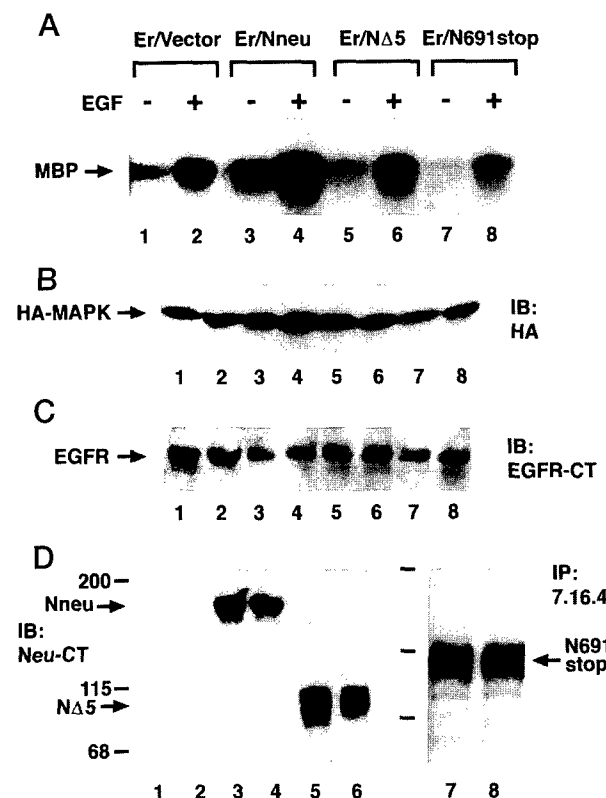 A
Er/Vector Er/Nneu Er/NΔ5 Er/N691stop
EGF - + - + - + - +
MBP
1 2 3 4 5 6 7 8
B
HA-MAPK
IB:
HA
1 2 3 4 5 6 7 8
C
EGFR
IB:
EGFR-CT
1 2 3 4 5 6 7 8
D
200
Nneu
IB:
Neu-CT
115
NΔ5
68
IP:
7.16.4
N691
stop
1 2 3 4 5 6 7 8